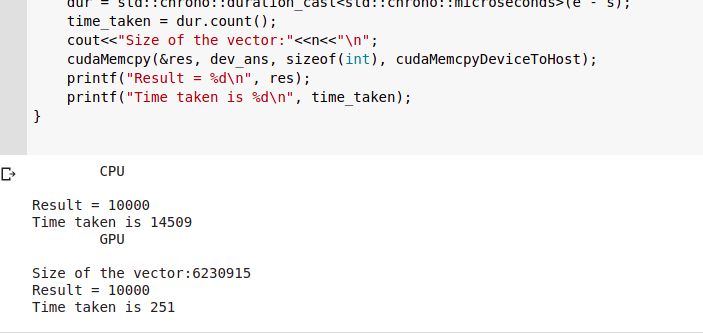 dur = std::chrono::duration_cast<std::chrono::microseconds>(e - s);
time_taken = dur.count();
cout<<"Size of the vector:"<<n<<"\n";
cudaMemcpy(&res, dev_ans, sizeof(int), cudaMemcpyDeviceToHost);
printf("Result = %d\n", res);
printf("Time taken is %d\n", time_taken);
}
CPU
Result = 10000
Time taken is 14509
GPU
Size of the vector:6230915
Result = 10000
Time taken is 251